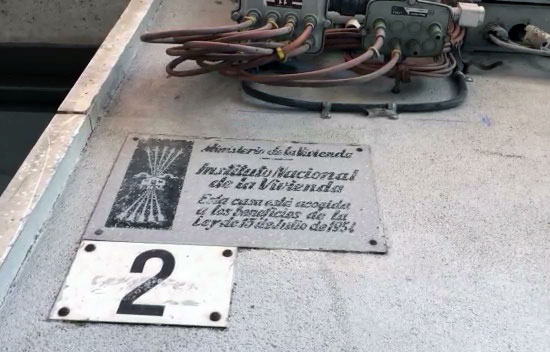 Ministerio de la Vivienda
Instituto Nacional
de la Vivienda
Esta casa está acogida
a los beneficios de la
Ley de 15 de Julio de 1954
2